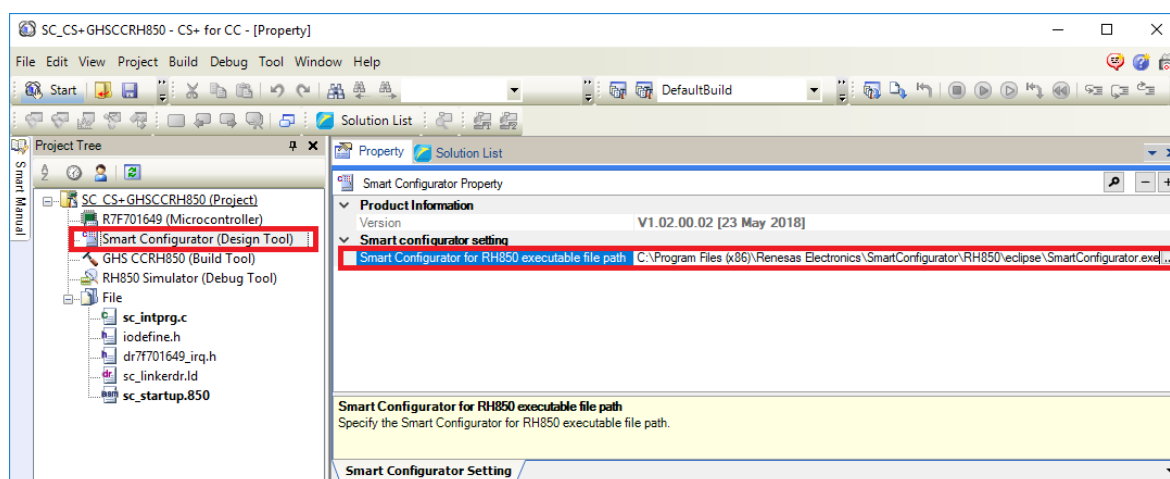 SC_CS+GHSCCRH850 - CS+ for CC - [Property]
File Edit View Project Build Debug Tool Window Help
Start DefaultBuild
Solution List
Project Tree
Property Solution List
Smart Manual
Smart Configurator Property
SC_CS+GHSCCRH850 (Project)
Product Information
R7F701649 (Microcontroller)
Version V1.02.00.02 [23 May 2018]
Smart Configurator (Design Tool)
Smart configurator setting
GHS CCRH850 (Build Tool)
Smart Configurator for RH850 executable file path C:\Program Files (x86)\Renesas Electronics\SmartConfigurator\RH850\eclipse\SmartConfigurator.exe ...
RH850 Simulator (Debug Tool)
File
sc_intprg.c
iodefine.h
dr7f701649_irq.h
sc_linkerdr.ld
sc_startup.850
Smart Configurator for RH850 executable file path
Specify the Smart Configurator for RH850 executable file path.
Smart Configurator Setting